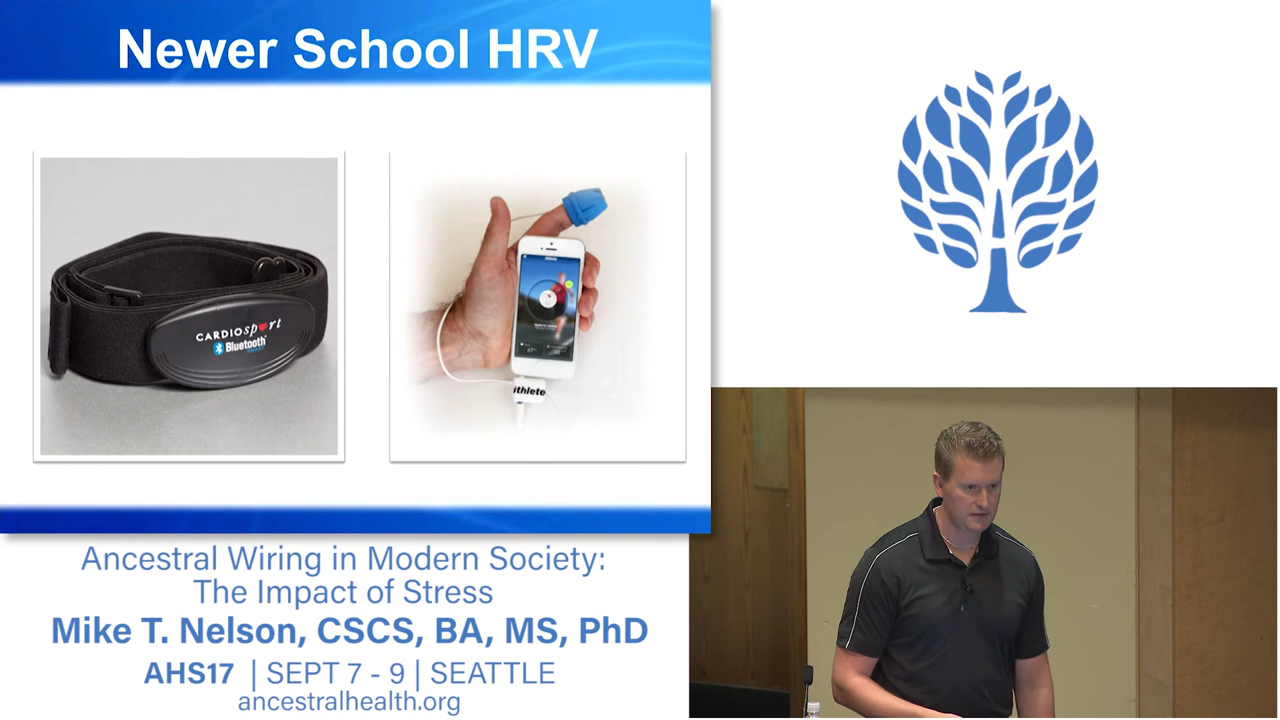 Newer School HRV
CARDIOsport
Bluetooth
ithlete
Ancestral Wiring in Modern Society:
The Impact of Stress
Mike T. Nelson, CSCS, BA, MS, PhD
AHS17 | SEPT 7 - 9 | SEATTLE
ancestralhealth.org